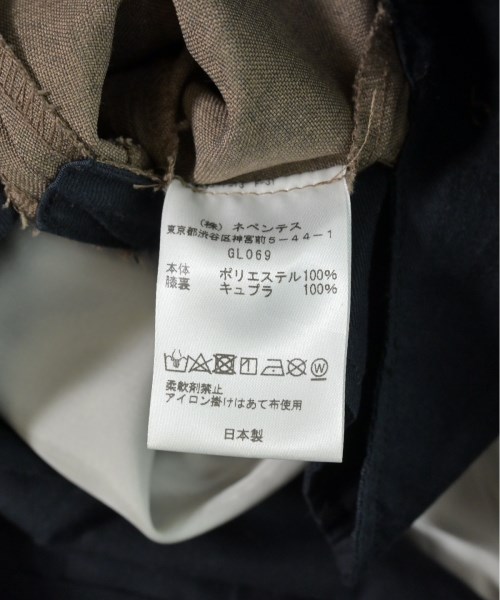 (株) ネペンテス
東京都渋谷区神宮前5-44-1
GL069
本体 ポリエステル100%
膝裏 キュプラ 100%
柔軟剤禁止
アイロン掛けはあて布使用
日本製